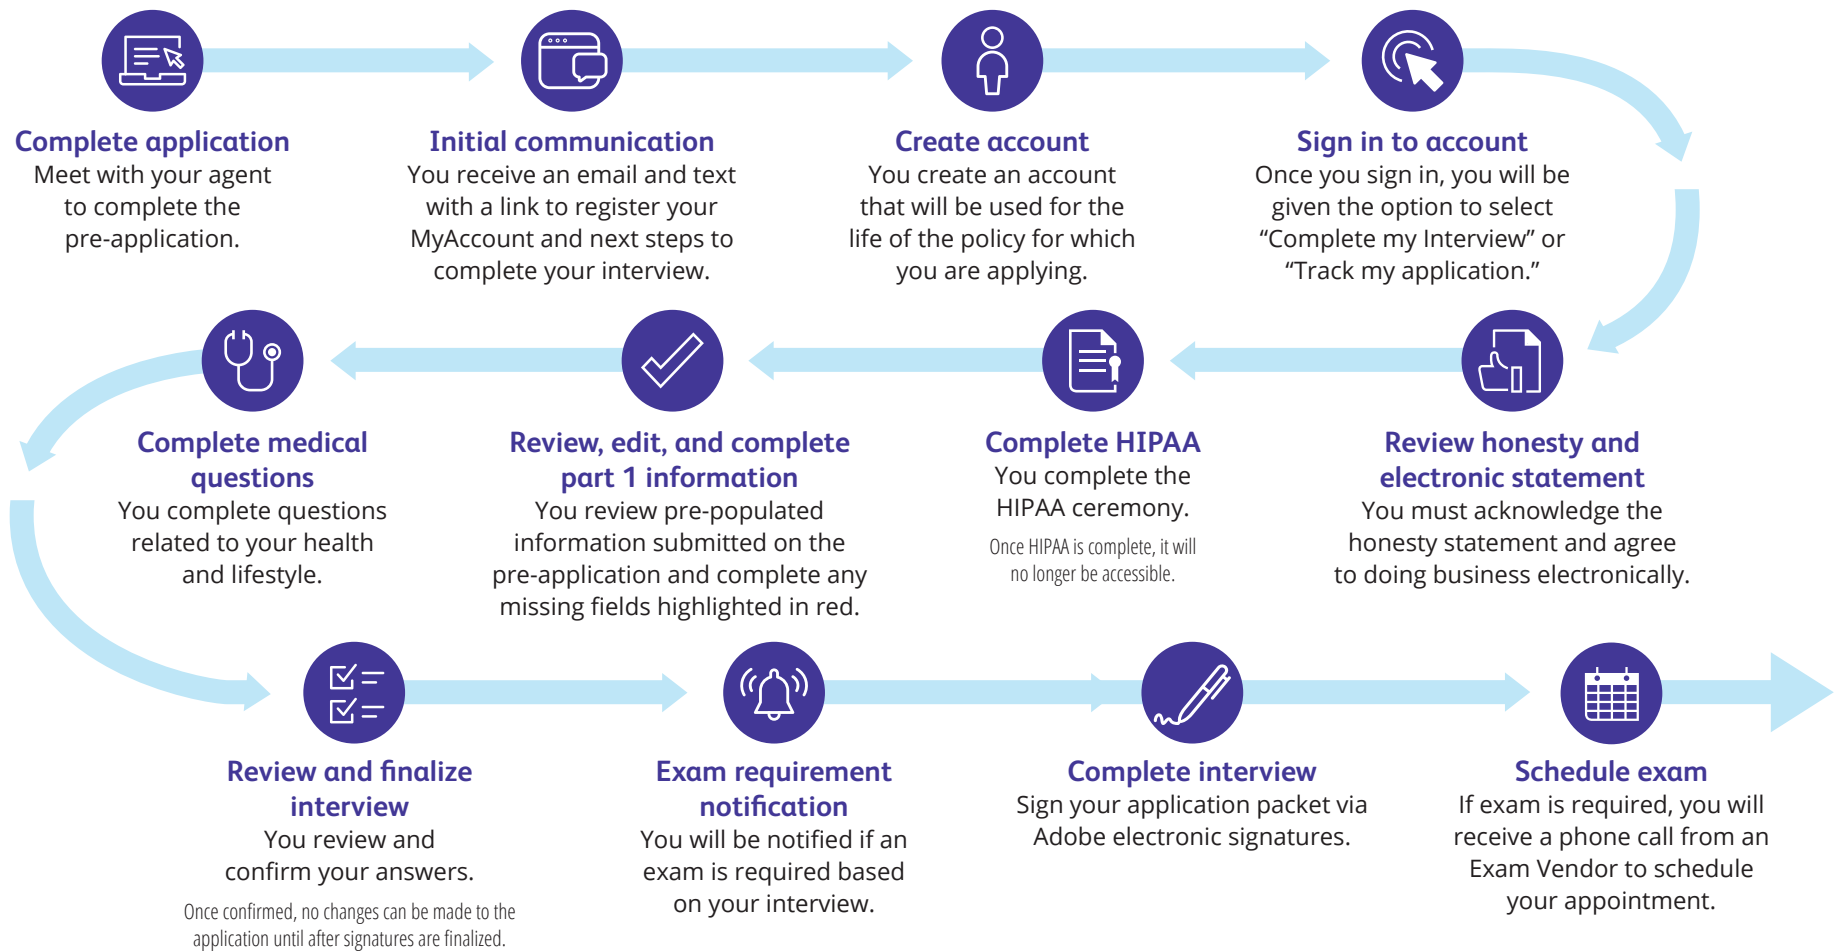 Complete application
Meet with your agent
to complete the
pre-application.
Initial communication
You receive an email and text
with a link to register your
MyAccount and next steps to
complete your interview.
Create account
You create an account
that will be used for the
life of the policy for which
you are applying.
Sign in to account
Once you sign in, you will be
given the option to select
“Complete my Interview” or
“Track my application.”
Review honesty and
electronic statement
You must acknowledge the
honesty statement and agree
to doing business electronically.
Complete HIPAA
You complete the
HIPAA ceremony.
Once HIPAA is complete, it will
no longer be accessible.
Review, edit, and complete
part 1 information
You review pre-populated
information submitted on the
pre-application and complete any
missing fields highlighted in red.
Complete medical
questions
You complete questions
related to your health
and lifestyle.
Review and finalize
interview
You review and
confirm your answers.
Once confirmed, no changes can be made to the
application until after signatures are finalized.
Exam requirement
notification
You will be notified if an
exam is required based
on your interview.
Complete interview
Sign your application packet via
Adobe electronic signatures.
Schedule exam
If exam is required, you will
receive a phone call from an
Exam Vendor to schedule
your appointment.